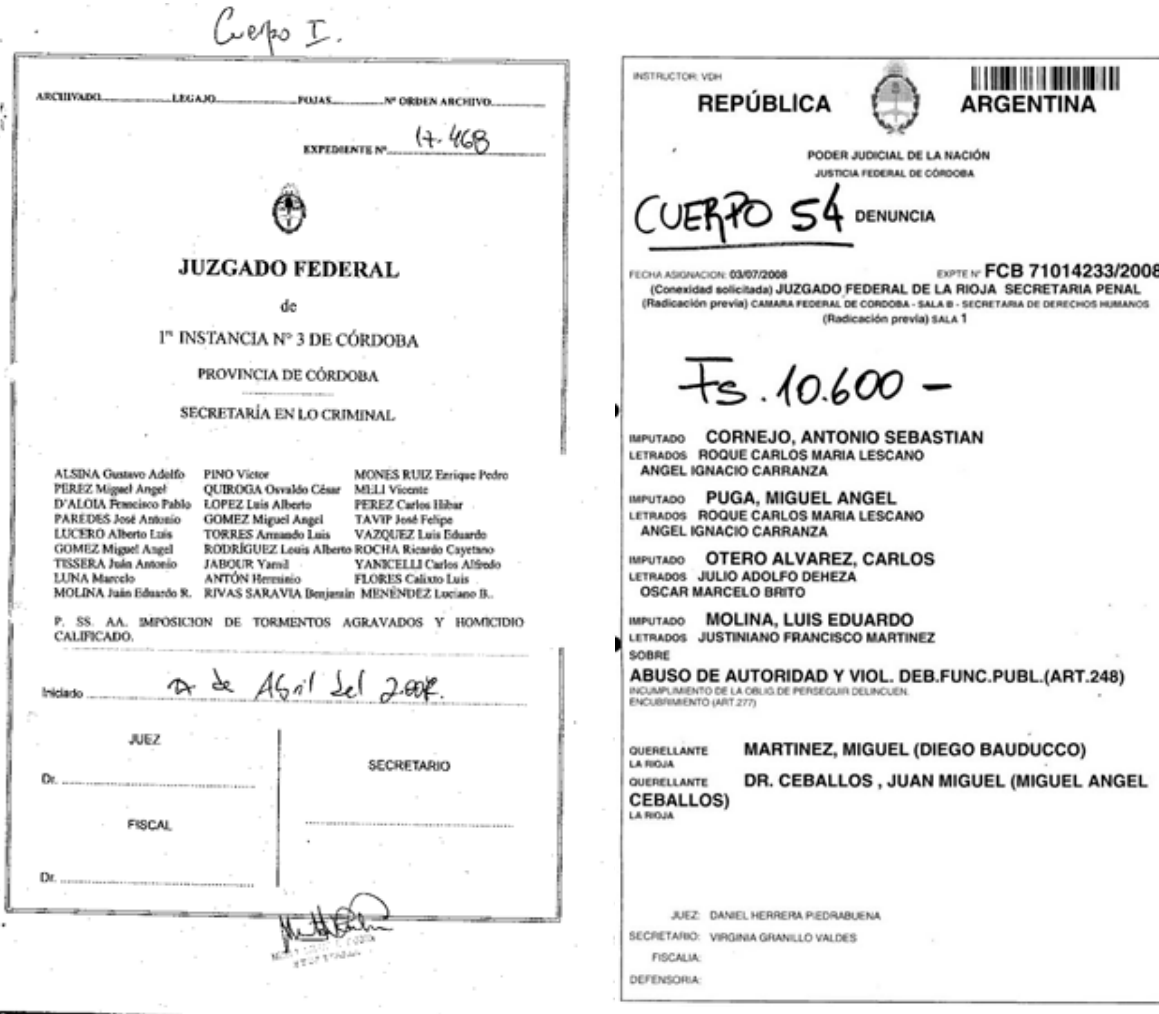 Cuerpo I.
ARCHIVADO LEGAJO FOJAS Nº ORDEN ARCHIVO
EXPEDIENTE Nº 17.468
JUZGADO FEDERAL
de
1ra INSTANCIA Nº 3 DE CÓRDOBA
PROVINCIA DE CÓRDOBA
SECRETARÍA EN LO CRIMINAL
ALSINA Gustavo Adolfo PINO Víctor MONES RUIZ Enrique Pedro
PEREZ Miguel Angel QUIROGA Osvaldo César MELI Vicente
D'ALOIA Francisco Pablo LOPEZ Luis Alberto PEREZ Carlos Hibar
PAREDES José Antonio GOMEZ Miguel Angel TAVIP José Felipe
LUCERO Alberto Luis TORRES Armando Luis VAZQUEZ Luis Eduardo
GOMEZ Miguel Angel RODRÍGUEZ Louis Alberto ROCHA Ricardo Cayetano
TISSERA Juan Antonio JABOUR Yamil YANICELLI Carlos Alfredo
LUNA Marcelo ANTÓN Herminio FLORES Calixto Luis
MOLINA Juan Eduardo R. RIVAS SARAVIA Benjamín MENÉNDEZ Luciano B..
P. SS. AA. IMPOSICION DE TORMENTOS AGRAVADOS Y HOMICIDIO
CALIFICADO.
Iniciado de Abril del
JUEZ
Dr.
SECRETARIO
FISCAL
Dr.
INSTRUCTOR: VDH
REPÚBLICA ARGENTINA
PODER JUDICIAL DE LA NACIÓN
JUSTICIA FEDERAL DE CÓRDOBA
CUERPO 54 DENUNCIA
FECHA ASIGNACION: 03/07/2008 EXPTE Nº FCB 71014233/2008
(Conexidad solicitada) JUZGADO FEDERAL DE LA RIOJA SECRETARIA PENAL
(Radicación previa) CAMARA FEDERAL DE CORDOBA - SALA B - SECRETARIA DE DERECHOS HUMANOS
(Radicación previa) SALA 1
Fs. 10.600 -
IMPUTADO CORNEJO, ANTONIO SEBASTIAN
LETRADOS ROQUE CARLOS MARIA LESCANO
ANGEL IGNACIO CARRANZA
IMPUTADO PUGA, MIGUEL ANGEL
LETRADOS ROQUE CARLOS MARIA LESCANO
ANGEL IGNACIO CARRANZA
IMPUTADO OTERO ALVAREZ, CARLOS
LETRADOS JULIO ADOLFO DEHEZA
OSCAR MARCELO BRITO
IMPUTADO MOLINA, LUIS EDUARDO
LETRADOS JUSTINIANO FRANCISCO MARTINEZ
SOBRE
ABUSO DE AUTORIDAD Y VIOL. DEB.FUNC.PUBL.(ART.248)
INCUMPLIMIENTO DE LA OBLIG DE PERSEGUIR DELINCUEN.
ENCUBRIMIENTO (ART.277)
QUERELLANTE MARTINEZ, MIGUEL (DIEGO BAUDUCCO)
LA RIOJA
QUERELLANTE DR. CEBALLOS , JUAN MIGUEL (MIGUEL ANGEL
CEBALLOS)
LA RIOJA
JUEZ: DANIEL HERRERA PIEDRABUENA
SECRETARIO: VIRGINIA GRANILLO VALDES
FISCALIA:
DEFENSORIA: